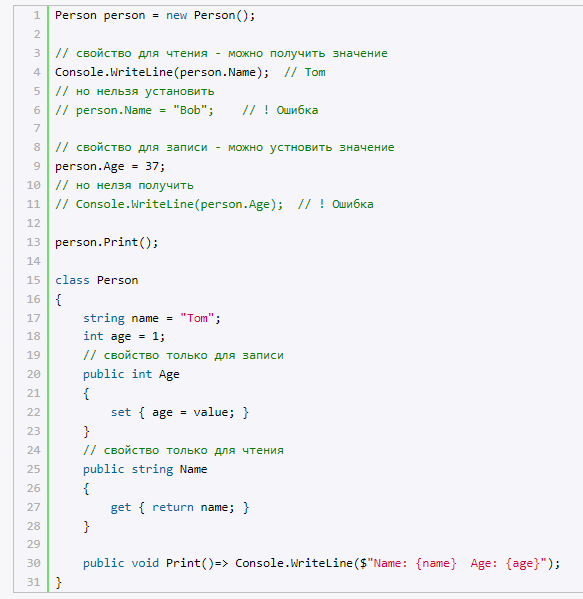 1 Person person = new Person();
2
3 // свойство для чтения - можно получить значение
4 Console.WriteLine(person.Name);  // Tom
5 // но нельзя установить
6 // person.Name = "Bob";    // ! Ошибка
7
8 // свойство для записи - можно устновить значение
9 person.Age = 37;
10 // но нелзя получить
11 // Console.WriteLine(person.Age);  // ! Ошибка
12
13 person.Print();
14
15 class Person
16 {
17     string name = "Tom";
18     int age = 1;
19     // свойство только для записи
20     public int Age
21     {
22         set { age = value; }
23     }
24     // свойство только для чтения
25     public string Name
26     {
27         get { return name; }
28     }
29
30     public void Print()=> Console.WriteLine($"Name: {name}  Age: {age}");
31 }